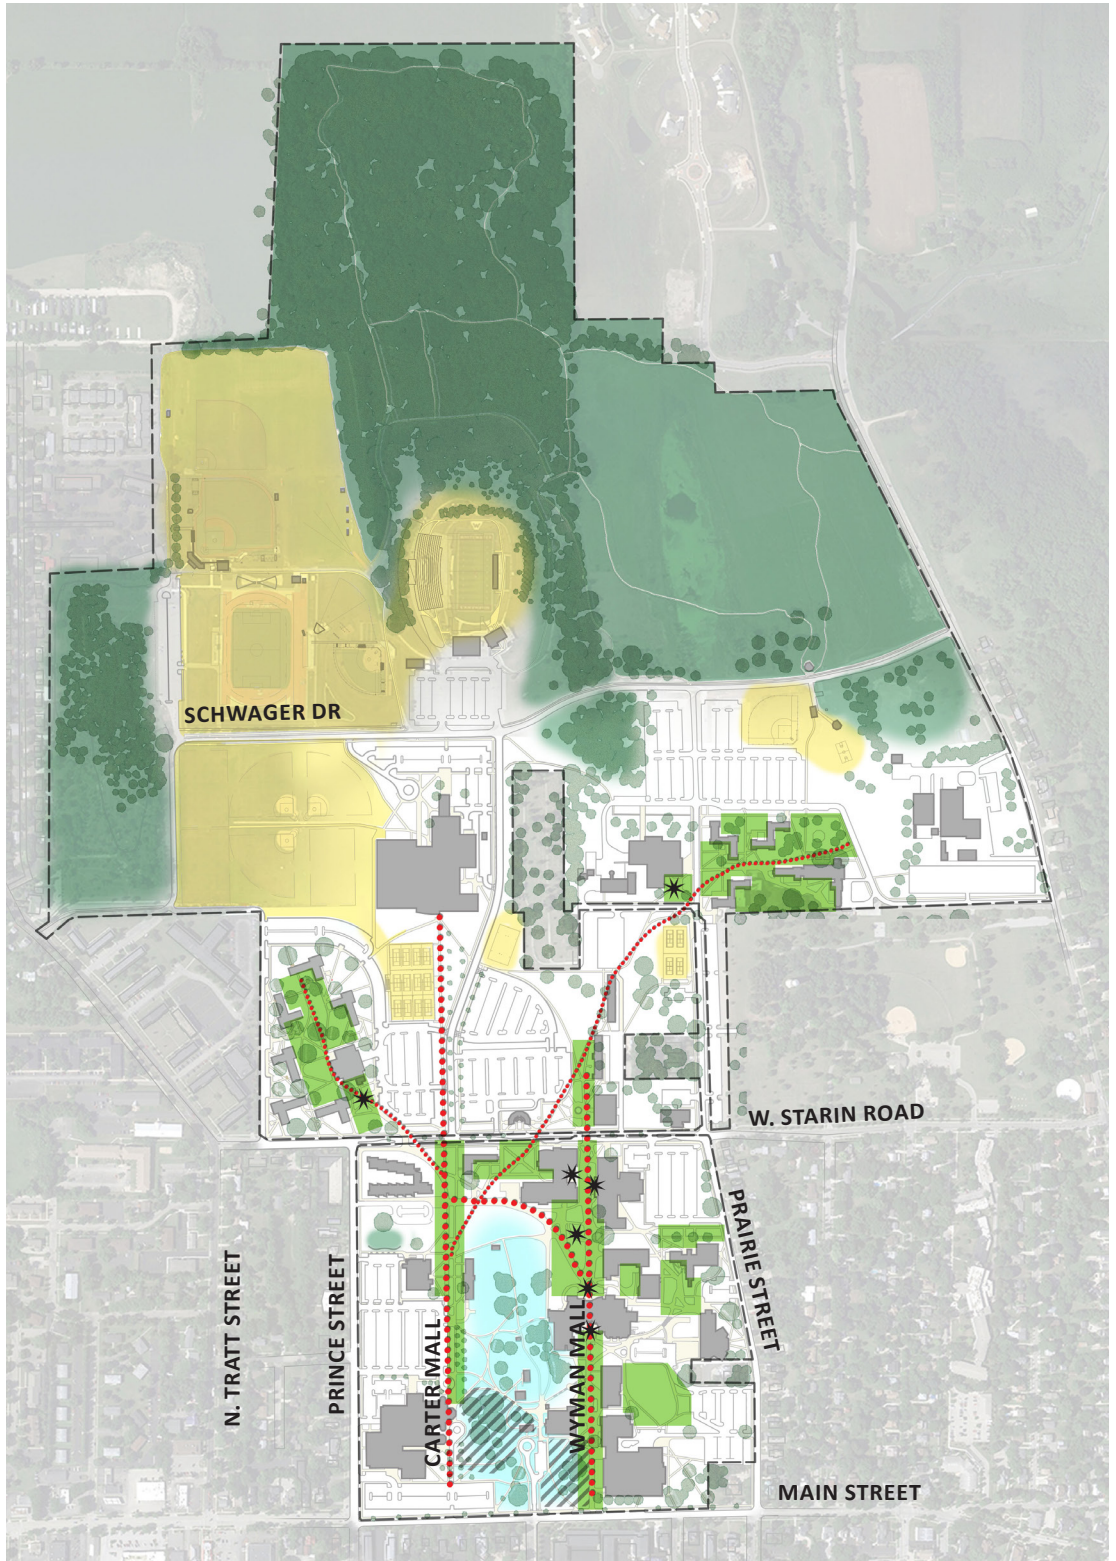 SCHWAGER DR
W. STARIN ROAD
PRAIRIE STREET
N. TRATT STREET
PRINCE STREET
CARTER MALL
WYMAN MALL
MAIN STREET